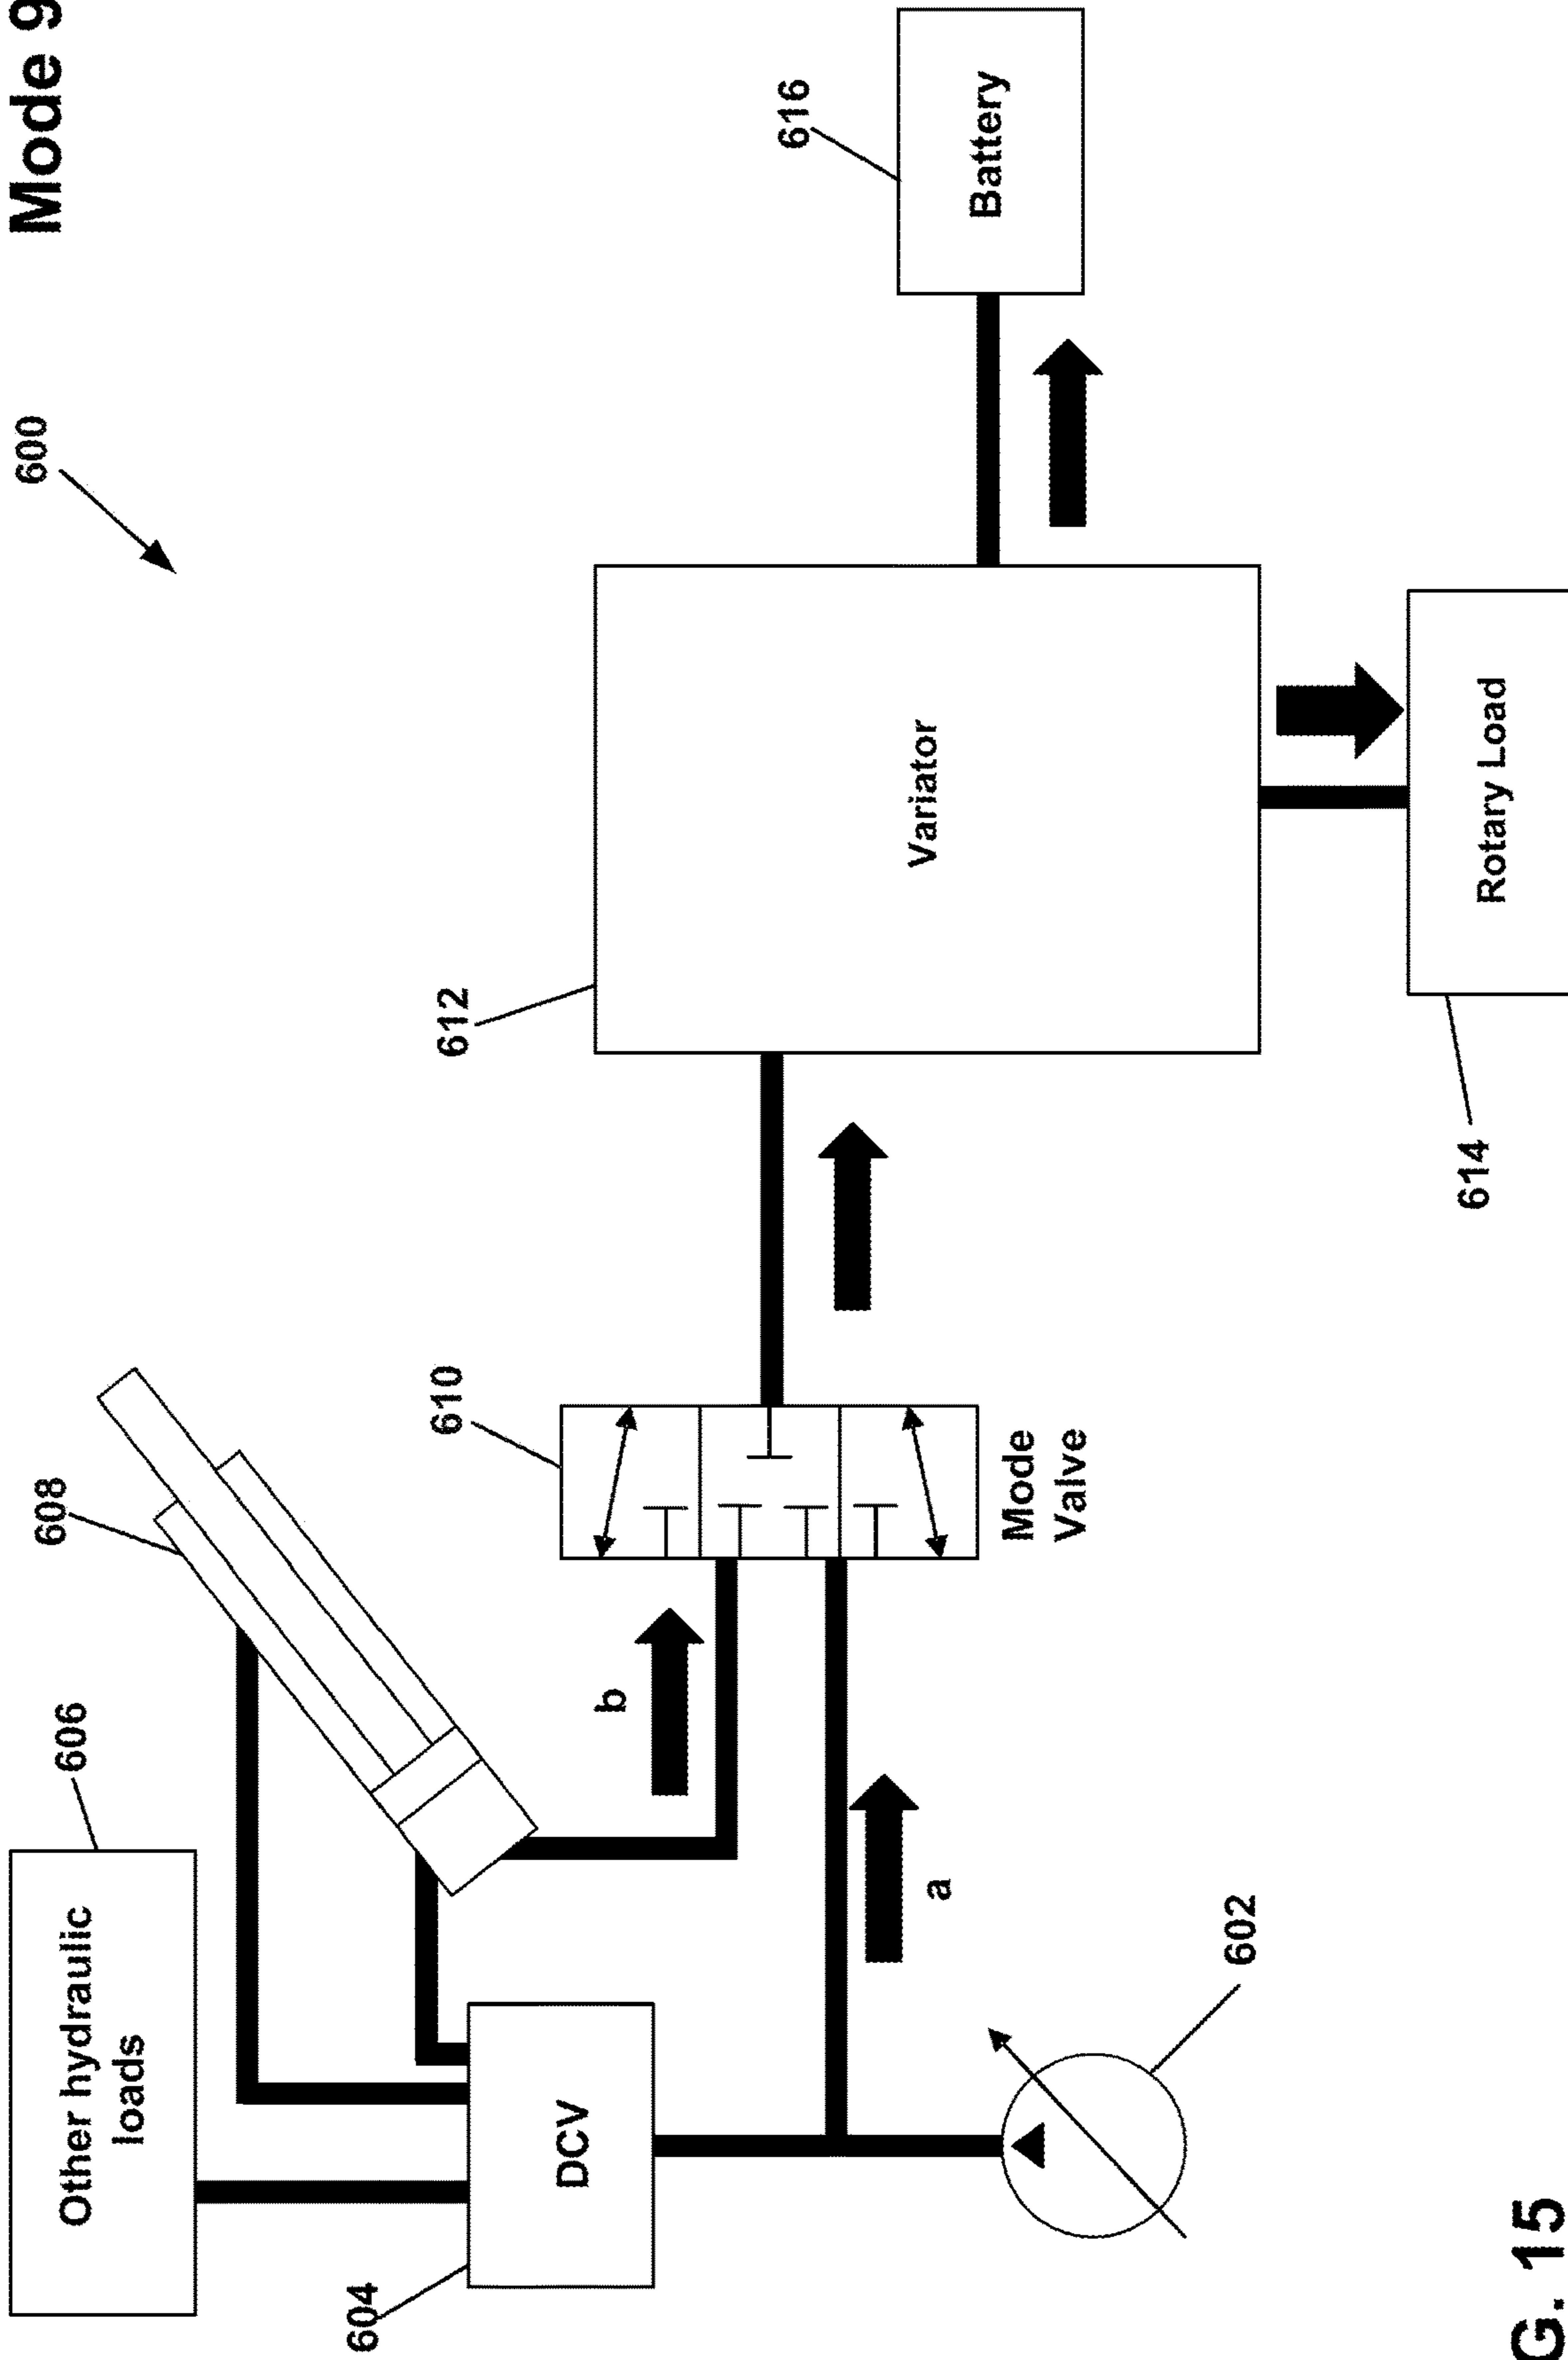 Mode 9
600
Other hydraulic
loads
606
608
604
DCV
b
610
612
616
Battery
Variator
a
Mode
Valve
602
614
Rotary Load
G. 15